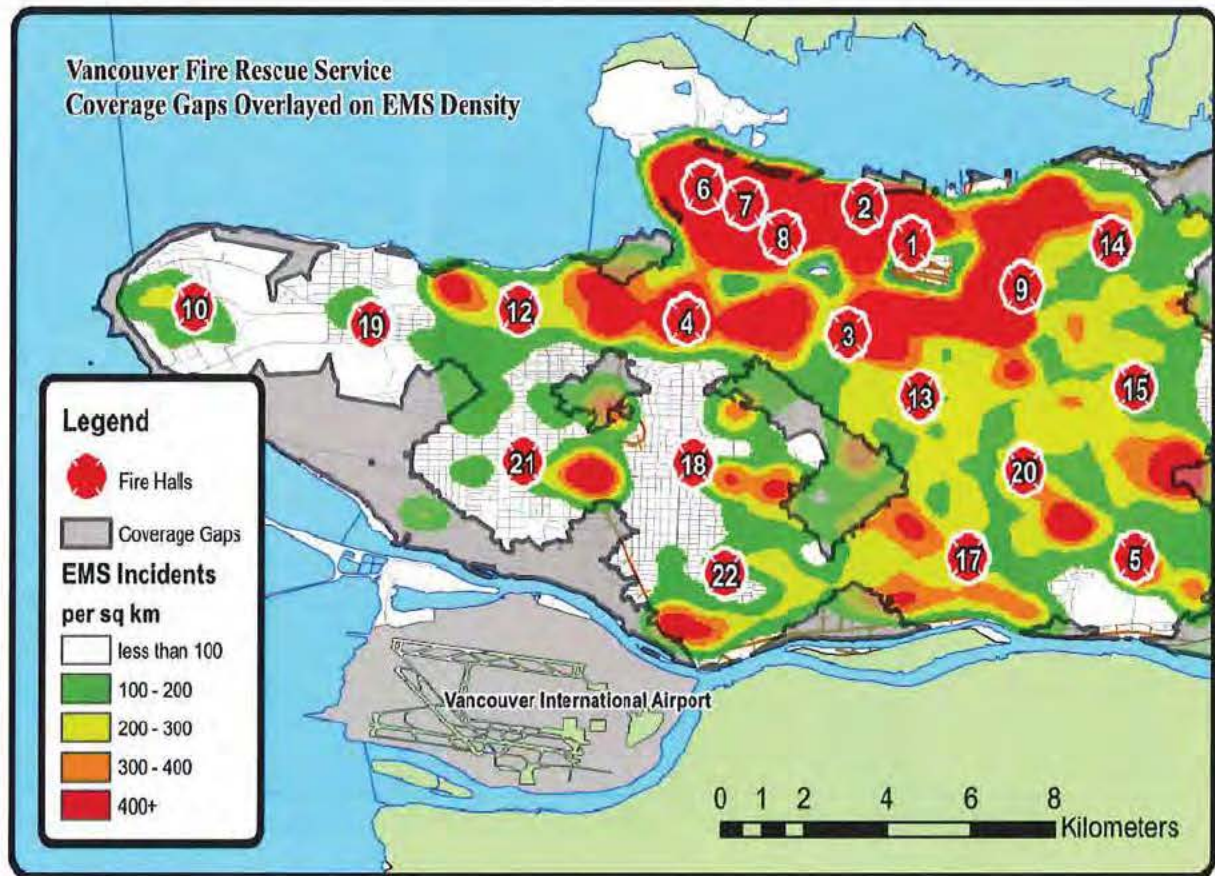 Vancouver Fire Rescue Service
Coverage Gaps Overlayed on EMS Density
6
7
2
8
1
14
9
10
19
12
4
3
13
15
21
18
20
22
17
5
Legend
Fire Halls
Coverage Gaps
EMS Incidents
per sq km
less than 100
100 - 200
200 - 300
300 - 400
400+
Vancouver International Airport
0 1 2 4 6 8
Kilometers